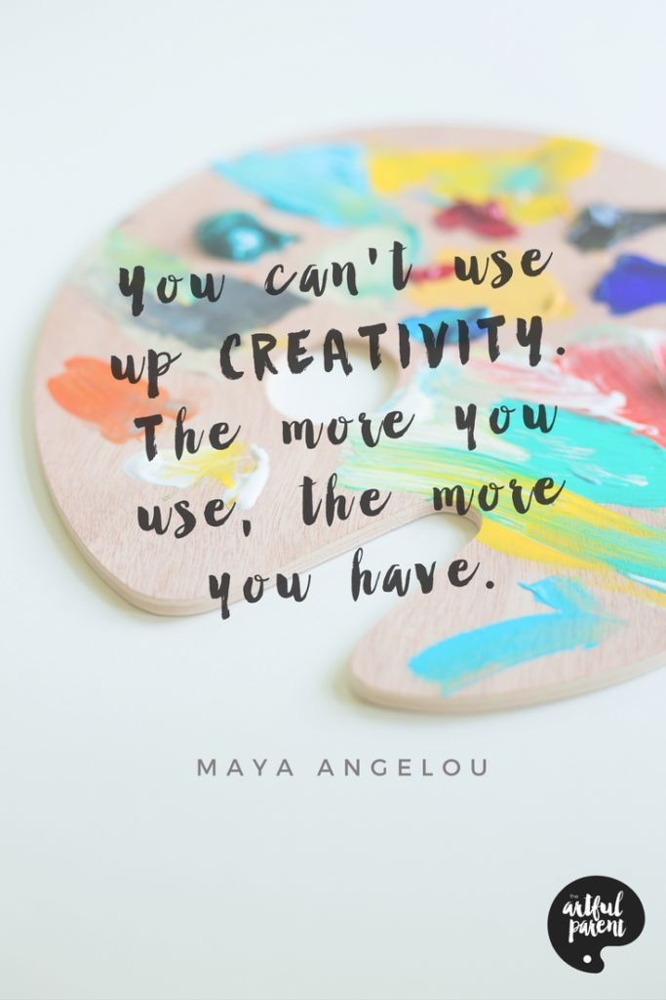 you can't use
up CREATIVITY.
The more you
use, the more
you have.
MAYA ANGELOU
the
artful
parent